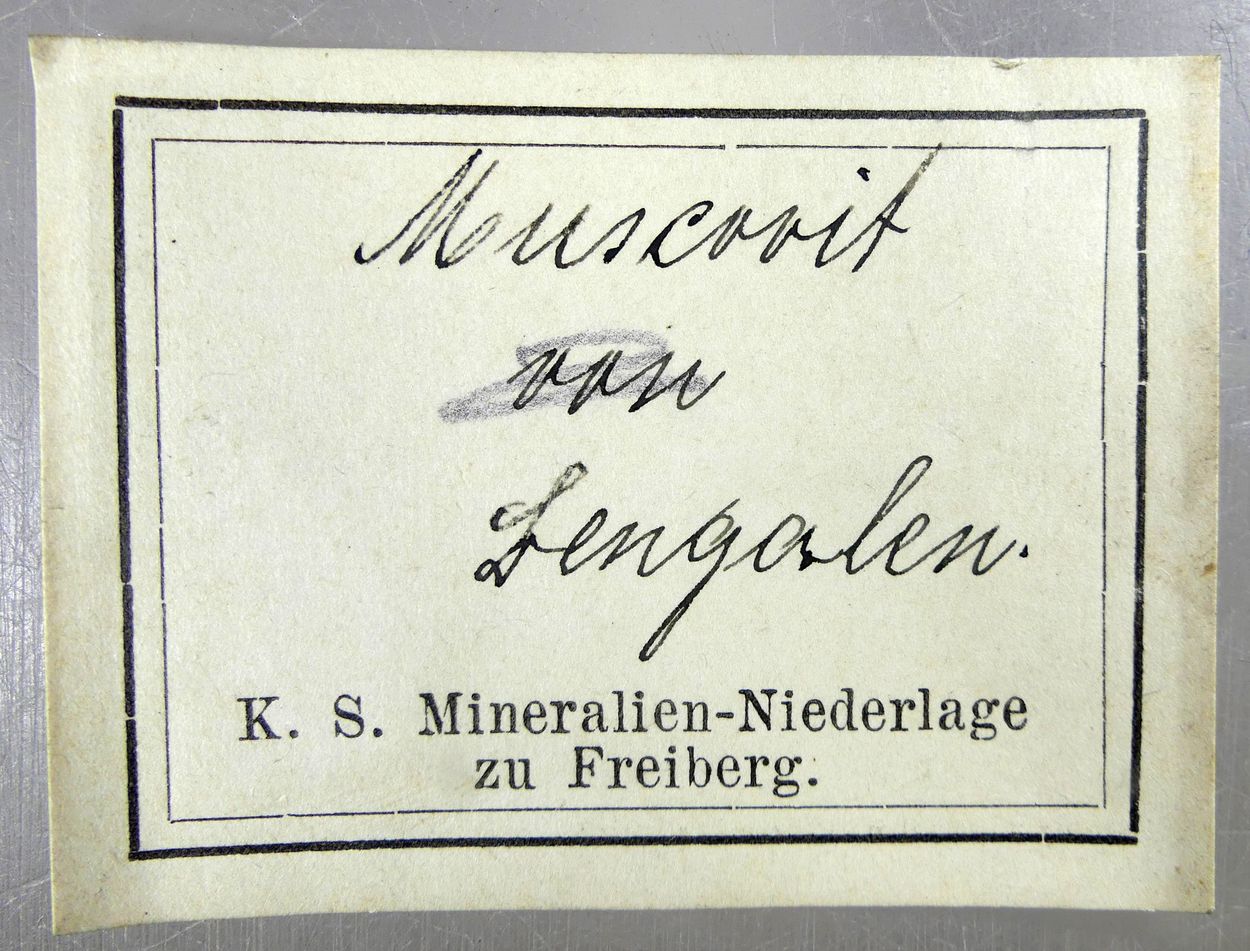 Muscovit
von
Bengalen.
K. S. Mineralien-Niederlage
zu Freiberg.